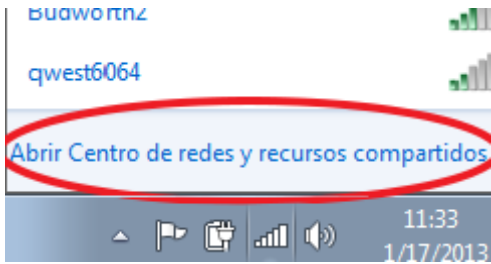 Budworth2
qwest6064
Abrir Centro de redes y recursos compartidos
11:33
1/17/2013